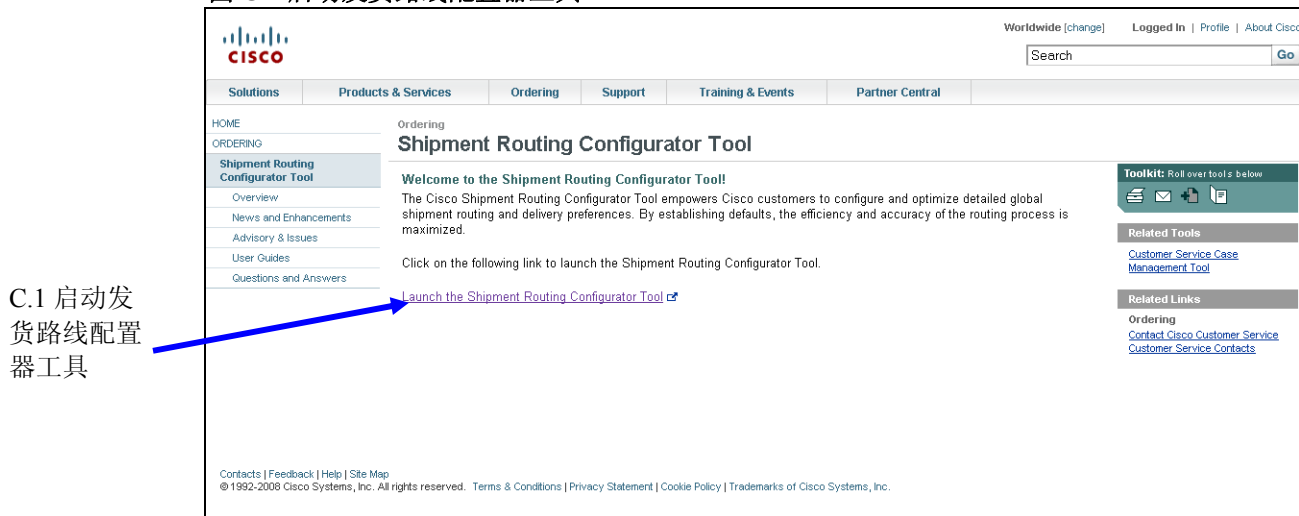 Worldwide [change] Logged In | Profile | About Cisco
CISCO
Search Go
Solutions Products & Services Ordering Support Training & Events Partner Central
HOME
ORDERING
Shipment Routing
Configurator Tool
Overview
News and Enhancements
Advisory & Issues
User Guides
Questions and Answers
Ordering
Shipment Routing Configurator Tool
Welcome to the Shipment Routing Configurator Tool!
The Cisco Shipment Routing Configurator Tool empowers Cisco customers to configure and optimize detailed global
shipment routing and delivery preferences. By establishing defaults, the efficiency and accuracy of the routing process is
maximized.
Click on the following link to launch the Shipment Routing Configurator Tool.
Launch the Shipment Routing Configurator Tool
Toolkit: Roll over tools below
Related Tools
Customer Service Case
Management Tool
Related Links
Ordering
Contact Cisco Customer Service
Customer Service Contacts
C.1 启动发
货路线配置
器工具
Contacts | Feedback | Help | Site Map
© 1992-2008 Cisco Systems, Inc. All rights reserved. Terms & Conditions | Privacy Statement | Cookie Policy | Trademarks of Cisco Systems, Inc.